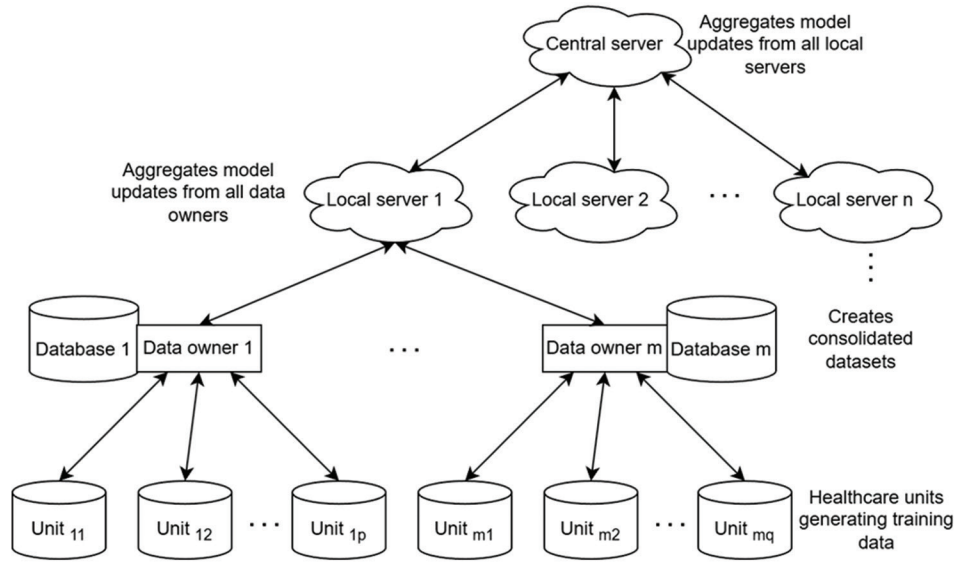 Central server
Aggregates model
updates from all local
servers
Aggregates model
updates from all data
owners
Local server 1
Local server 2
...
Local server n
Database 1
Data owner 1
...
Data owner m
Database m
Creates
consolidated
datasets
Unit 11
Unit 12
...
Unit 1p
Unit m1
Unit m2
...
Unit mq
Healthcare units
generating training
data